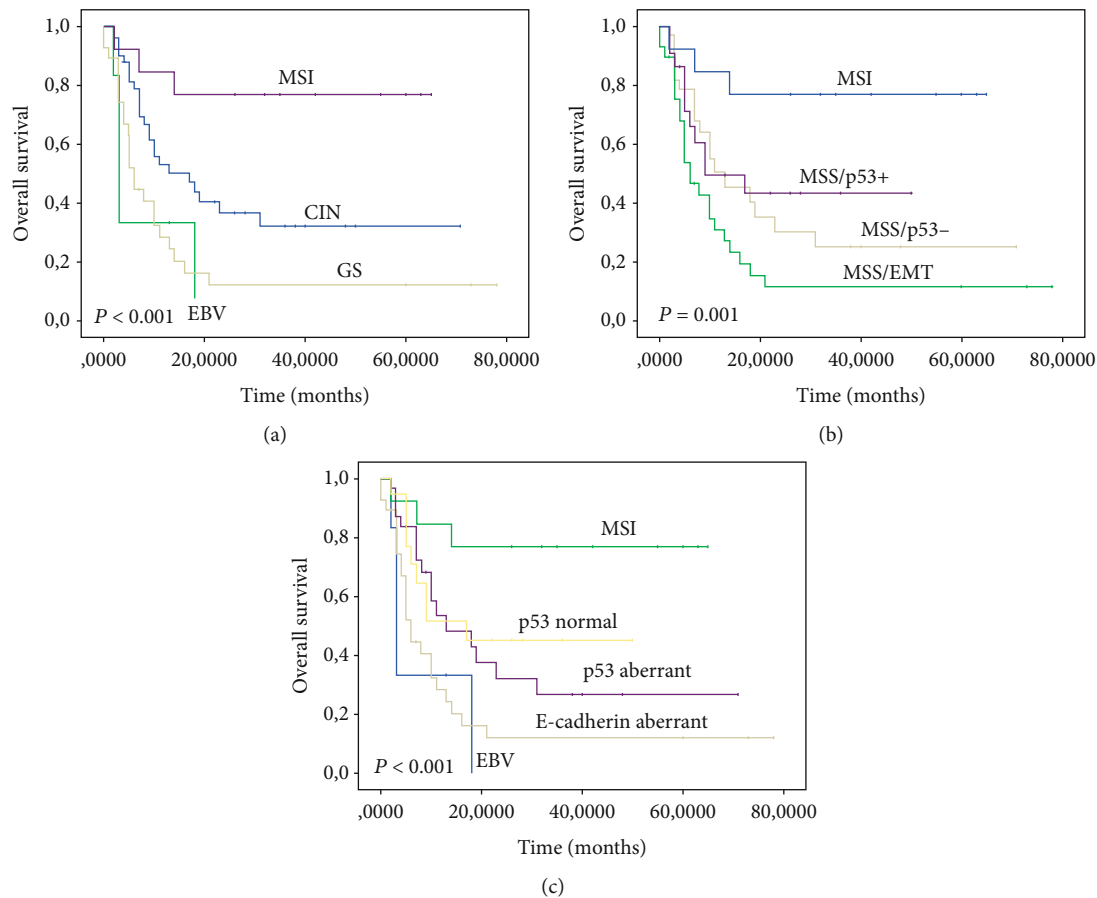 1,0
0,8
0,6
0,4
0,2
0,0
Overall survival
MSI
CIN
GS
EBV
P < 0.001
,0000 20,0000 40,0000 60,0000 80,0000
Time (months)
(a)
1,0
0,8
0,6
0,4
0,2
0,0
Overall survival
MSI
MSS/p53+
MSS/p53−
MSS/EMT
P = 0.001
,0000 20,0000 40,0000 60,0000 80,0000
Time (months)
(b)
1,0
0,8
0,6
0,4
0,2
0,0
Overall survival
MSI
p53 normal
p53 aberrant
E-cadherin aberrant
EBV
P < 0.001
,0000 20,0000 40,0000 60,0000 80,0000
Time (months)
(c)